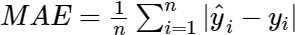 $MAE = \frac{1}{n} \sum_{i=1}^{n} |\hat{y}_i - y_i|$